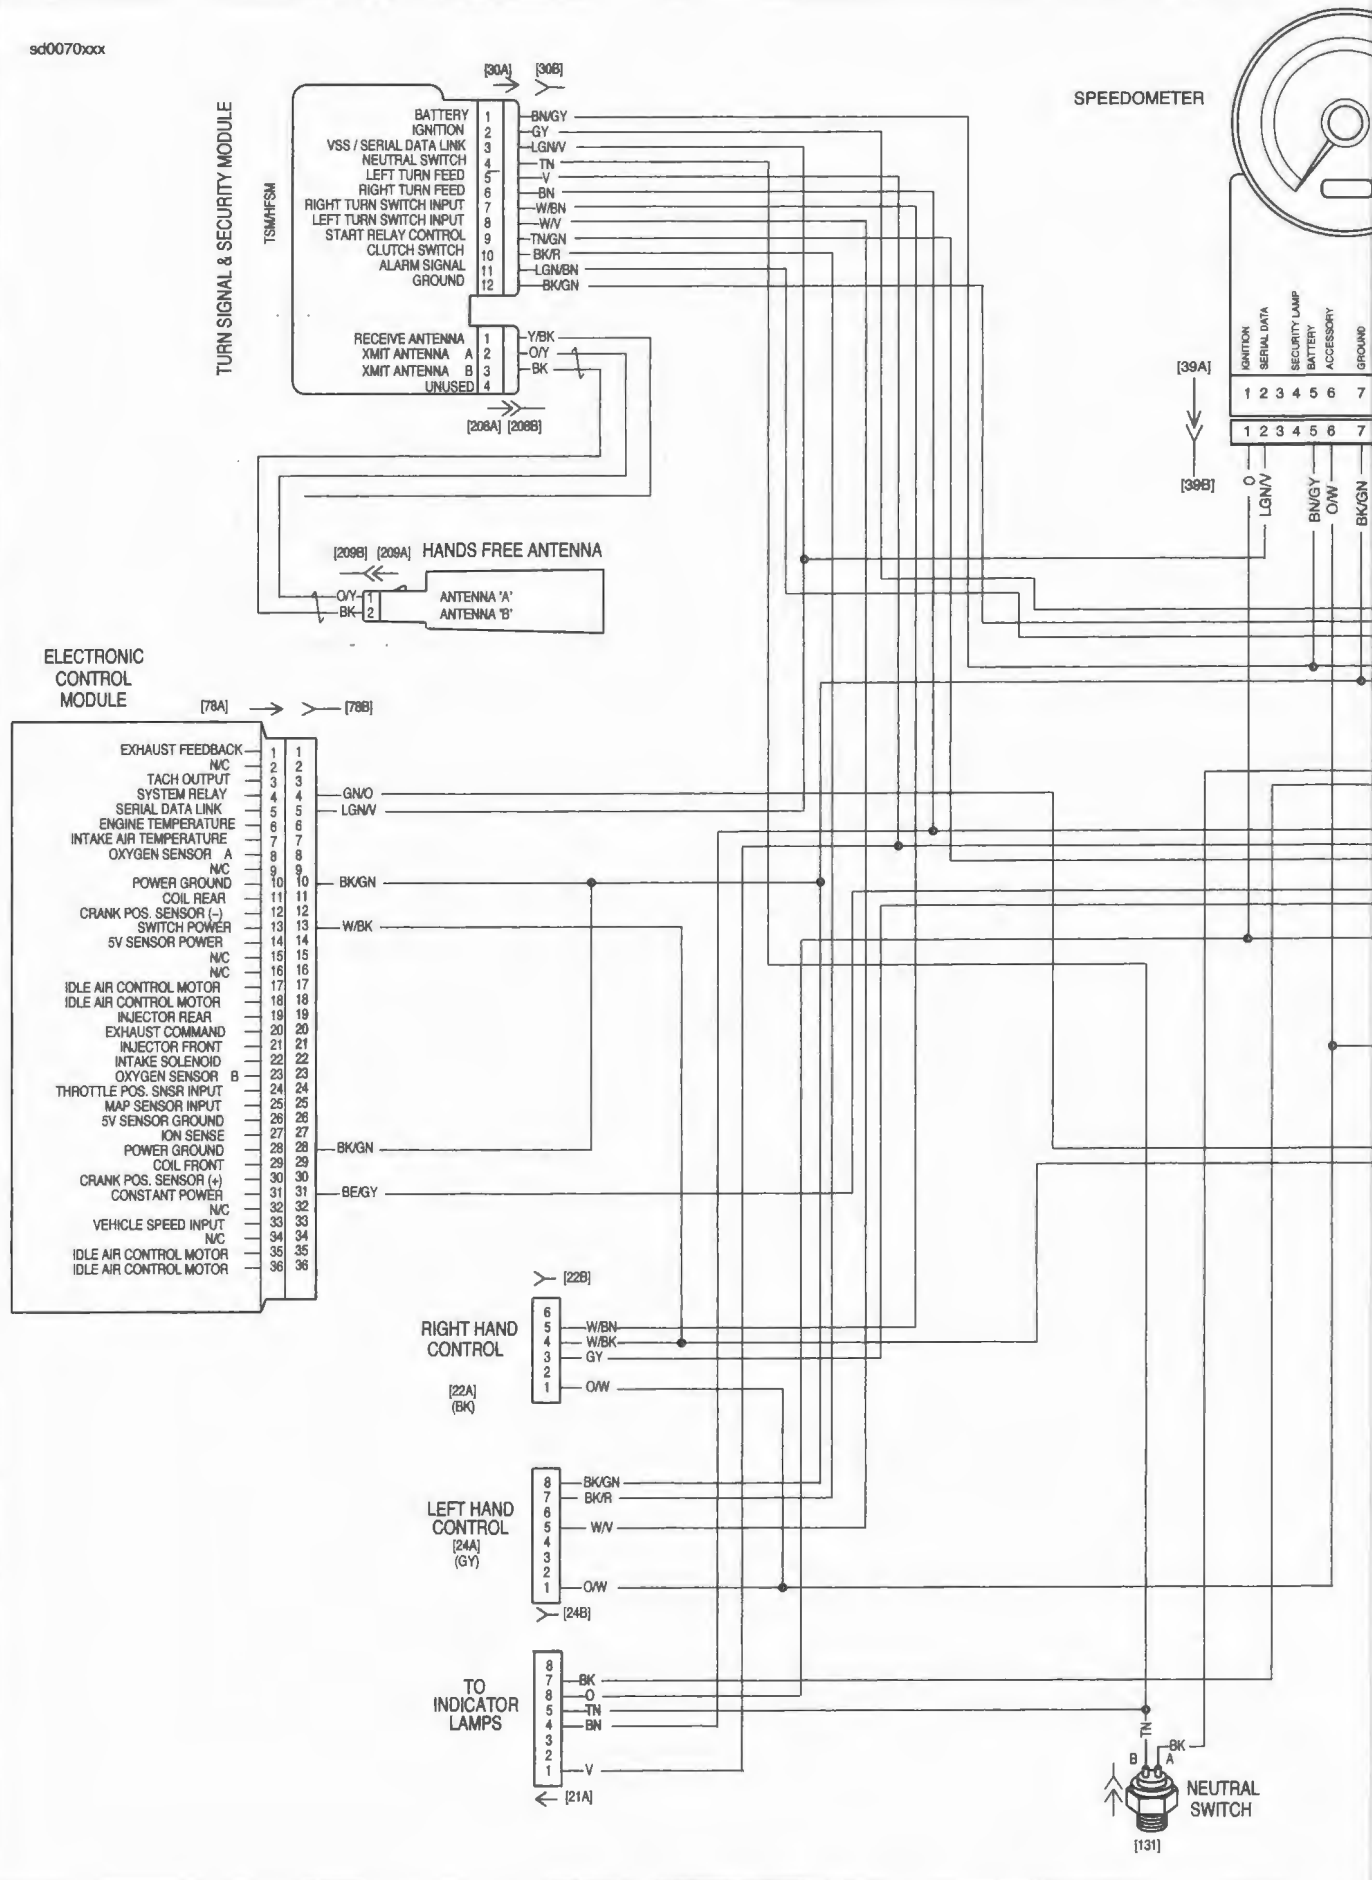 sd0070xxx
[30A] [30B]
SPEEDOMETER
TURN SIGNAL & SECURITY MODULE
TSM/HFSM
BATTERY 1 BN/GY
IGNITION 2 GY
VSS / SERIAL DATA LINK 3 LGN/V
NEUTRAL SWITCH 4 TN
LEFT TURN FEED 5 V
RIGHT TURN FEED 6 BN
RIGHT TURN SWITCH INPUT 7 W/BN
LEFT TURN SWITCH INPUT 8 W/V
START RELAY CONTROL 9 TN/GN
CLUTCH SWITCH 10 BK/R
ALARM SIGNAL 11 LGN/BN
GROUND 12 BK/GN
RECEIVE ANTENNA 1 Y/BK
XMIT ANTENNA A 2 O/Y
XMIT ANTENNA B 3 BK
UNUSED 4
[208A] [208B]
IGNITION
SERIAL DATA
SECURITY LAMP
BATTERY
ACCESSORY
GROUND
[39A]
1 2 3 4 5 6 7
1 2 3 4 5 6 7
[39B]
O
LGN/V
BN/GY
O/W
BK/GN
[209B] [209A] HANDS FREE ANTENNA
O/Y 1 ANTENNA 'A'
BK 2 ANTENNA 'B'
ELECTRONIC
CONTROL
MODULE
[78A] [78B]
EXHAUST FEEDBACK 1 1
N/C 2 2
TACH OUTPUT 3 3
SYSTEM RELAY 4 4 GN/O
SERIAL DATA LINK 5 5 LGN/V
ENGINE TEMPERATURE 6 6
INTAKE AIR TEMPERATURE 7 7
OXYGEN SENSOR A 8 8
N/C 9 9
POWER GROUND 10 10 BK/GN
COIL REAR 11 11
CRANK POS. SENSOR (–) 12 12
SWITCH POWER 13 13 W/BK
5V SENSOR POWER 14 14
N/C 15 15
N/C 16 16
IDLE AIR CONTROL MOTOR 17 17
IDLE AIR CONTROL MOTOR 18 18
INJECTOR REAR 19 19
EXHAUST COMMAND 20 20
INJECTOR FRONT 21 21
INTAKE SOLENOID 22 22
OXYGEN SENSOR B 23 23
THROTTLE POS. SNSR INPUT 24 24
MAP SENSOR INPUT 25 25
5V SENSOR GROUND 26 26
ION SENSE 27 27
POWER GROUND 28 28 BK/GN
COIL FRONT 29 29
CRANK POS. SENSOR (+) 30 30
CONSTANT POWER 31 31 BE/GY
N/C 32 32
VEHICLE SPEED INPUT 33 33
N/C 34 34
IDLE AIR CONTROL MOTOR 35 35
IDLE AIR CONTROL MOTOR 36 36
[22B]
RIGHT HAND
CONTROL
[22A]
(BK)
6
5 W/BN
4 W/BK
3 GY
2
1 O/W
LEFT HAND
CONTROL
[24A]
(GY)
8 BK/GN
7 BK/R
6
5 W/V
4
3
2
1 O/W
[24B]
TO
INDICATOR
LAMPS
8
7 BK
6 O
5 TN
4 BN
3
2
1 V
[21A]
TN
BK
B A
NEUTRAL
SWITCH
[131]